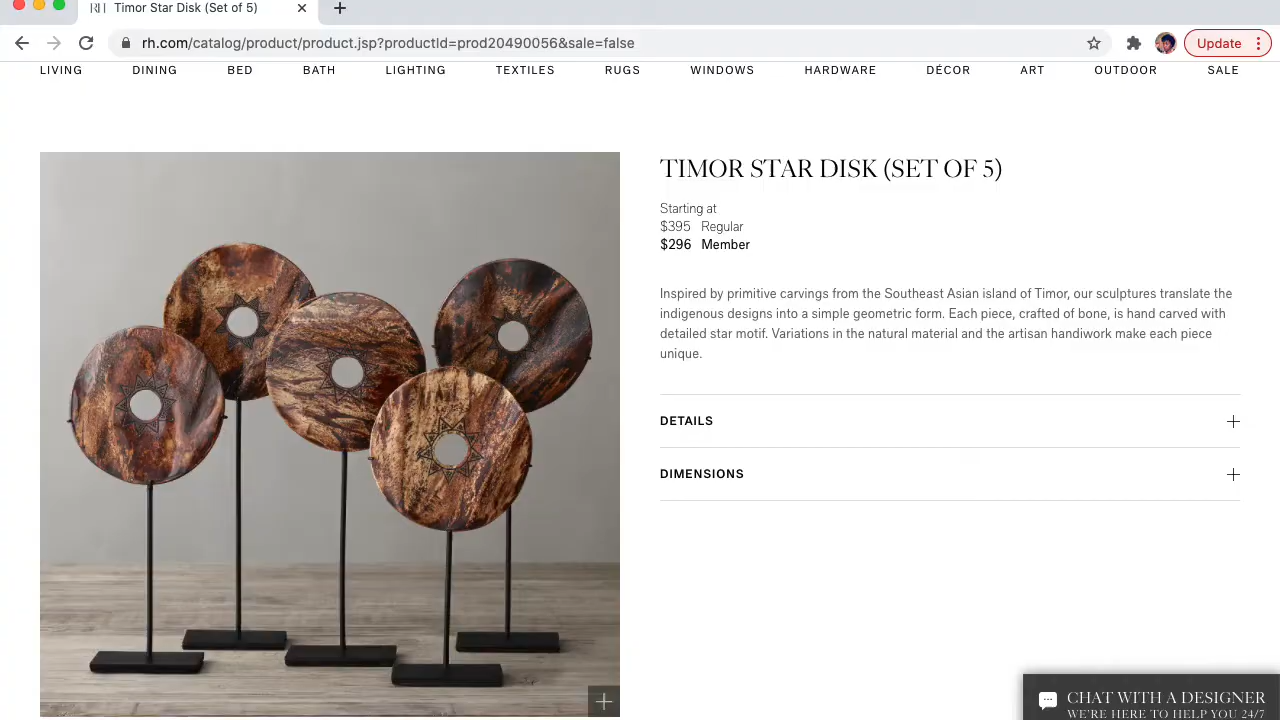 RH Timor Star Disk (Set of 5)
rh.com/catalog/product/product.jsp?productId=prod20490056&sale=false
Update
LIVING DINING BED BATH LIGHTING TEXTILES RUGS WINDOWS HARDWARE DÉCOR ART OUTDOOR SALE
TIMOR STAR DISK (SET OF 5)
Starting at
$395 Regular
$296 Member
Inspired by primitive carvings from the Southeast Asian island of Timor, our sculptures translate the
indigenous designs into a simple geometric form. Each piece, crafted of bone, is hand carved with
detailed star motif. Variations in the natural material and the artisan handiwork make each piece
unique.
DETAILS
DIMENSIONS
CHAT WITH A DESIGNER
WE'RE HERE TO HELP YOU 24/7